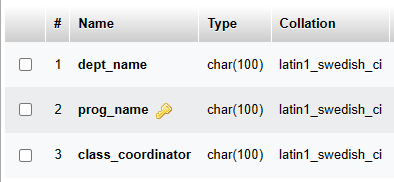 # Name Type Collation
1 dept_name char(100) latin1_swedish_ci
2 prog_name char(100) latin1_swedish_ci
3 class_coordinator char(100) latin1_swedish_ci